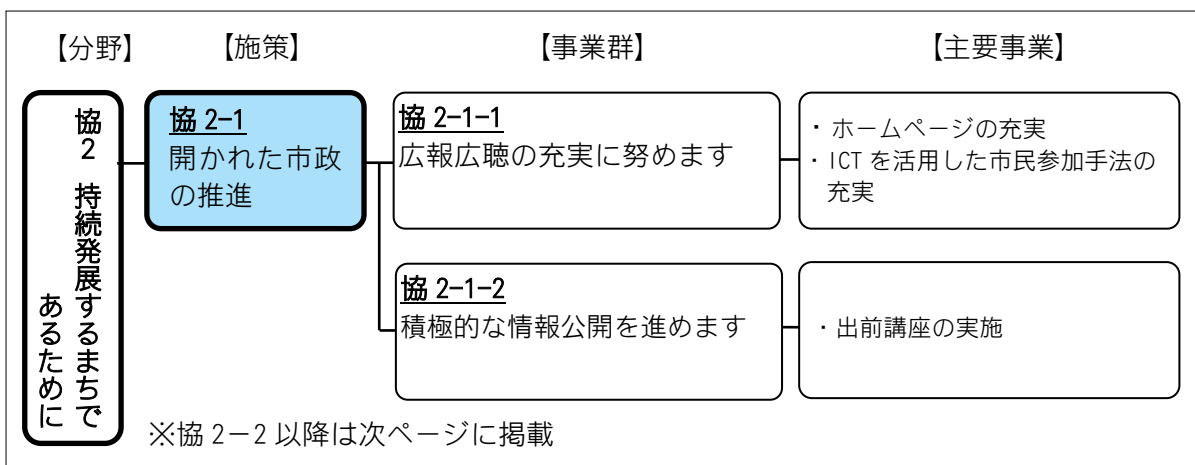 【分野】 【施策】 【事業群】 【主要事業】
協2 持続発展するまちで
あるために
協 2-1
開かれた市政
の推進
協 2-1-1
広報広聴の充実に努めます
・ホームページの充実
・ICT を活用した市民参加手法の
充実
協 2-1-2
積極的な情報公開を進めます
・出前講座の実施
※協 2−2 以降は次ページに掲載